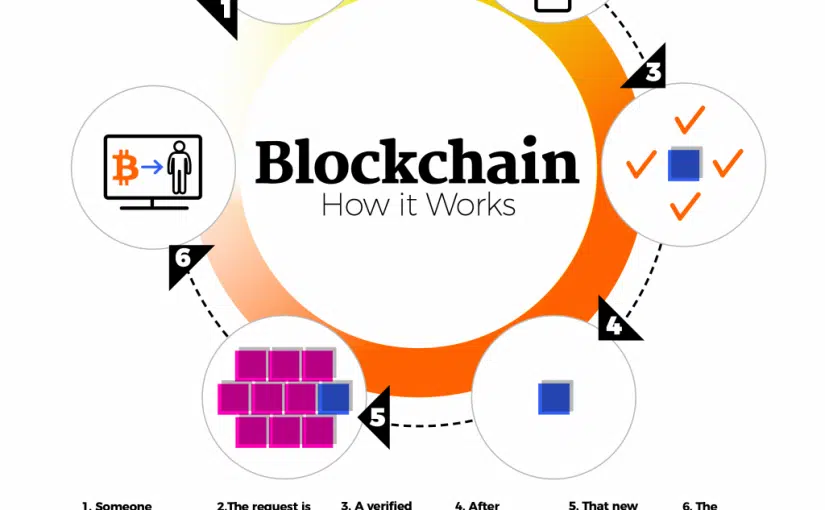 1
3
Blockchain
How it Works
6
4
5
1. Someone 2.The request is 3. A verified 4. After 5. That new 6. The